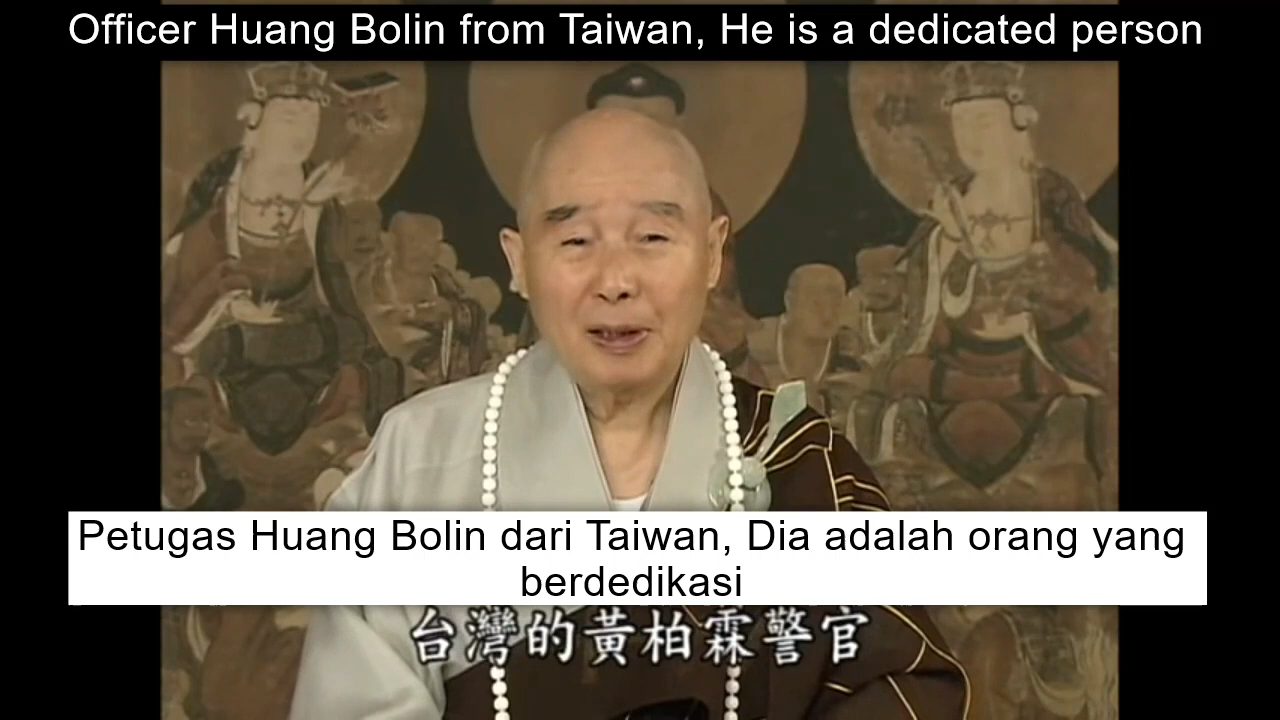 Officer Huang Bolin from Taiwan, He is a dedicated person
Petugas Huang Bolin dari Taiwan, Dia adalah orang yang
berdedikasi
台灣的黃柏霖警官